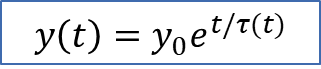 y(t) = y₀e^{t/τ(t)}